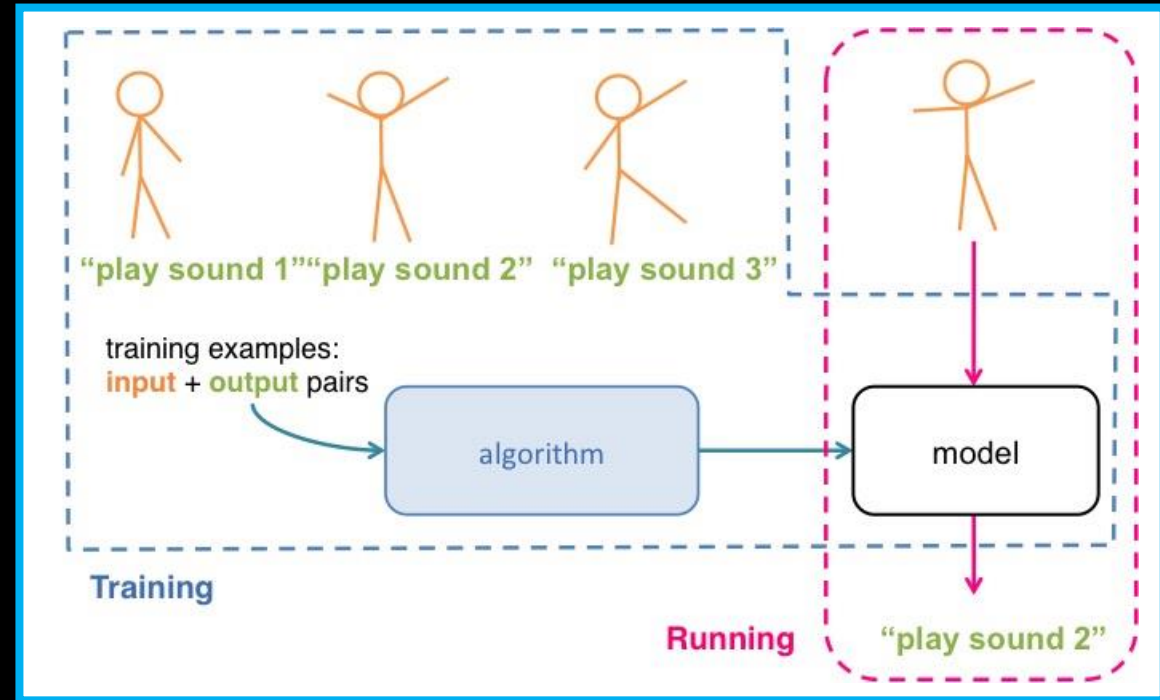 “play sound 1”“play sound 2” “play sound 3”
training examples:
input + output pairs
algorithm
model
Training
Running
“play sound 2”